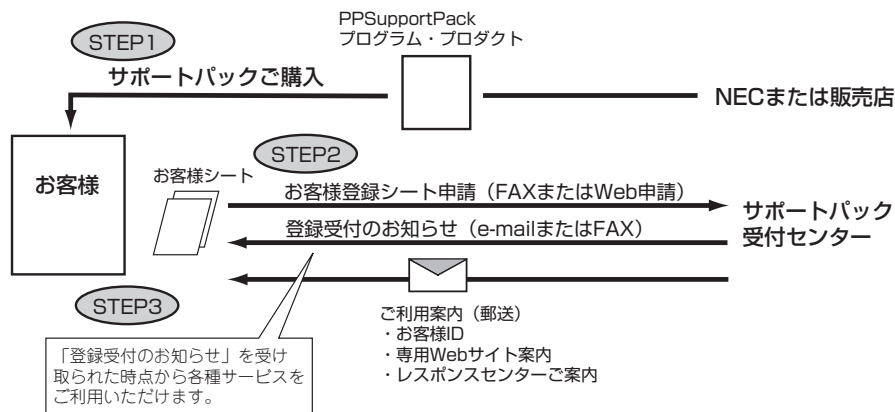 STEP1
PPSupportPack
プログラム・プロダクト
サポートパックご購入
NECまたは販売店
お客様
お客様シート
STEP2
お客様登録シート申請（FAXまたはWeb申請）
登録受付のお知らせ（e-mailまたはFAX）
サポートパック
受付センター
STEP3
ご利用案内（郵送）
・お客様ID
・専用Webサイト案内
・レスポンスセンターご案内
「登録受付のお知らせ」を受け
取られた時点から各種サービスを
ご利用いただけます。